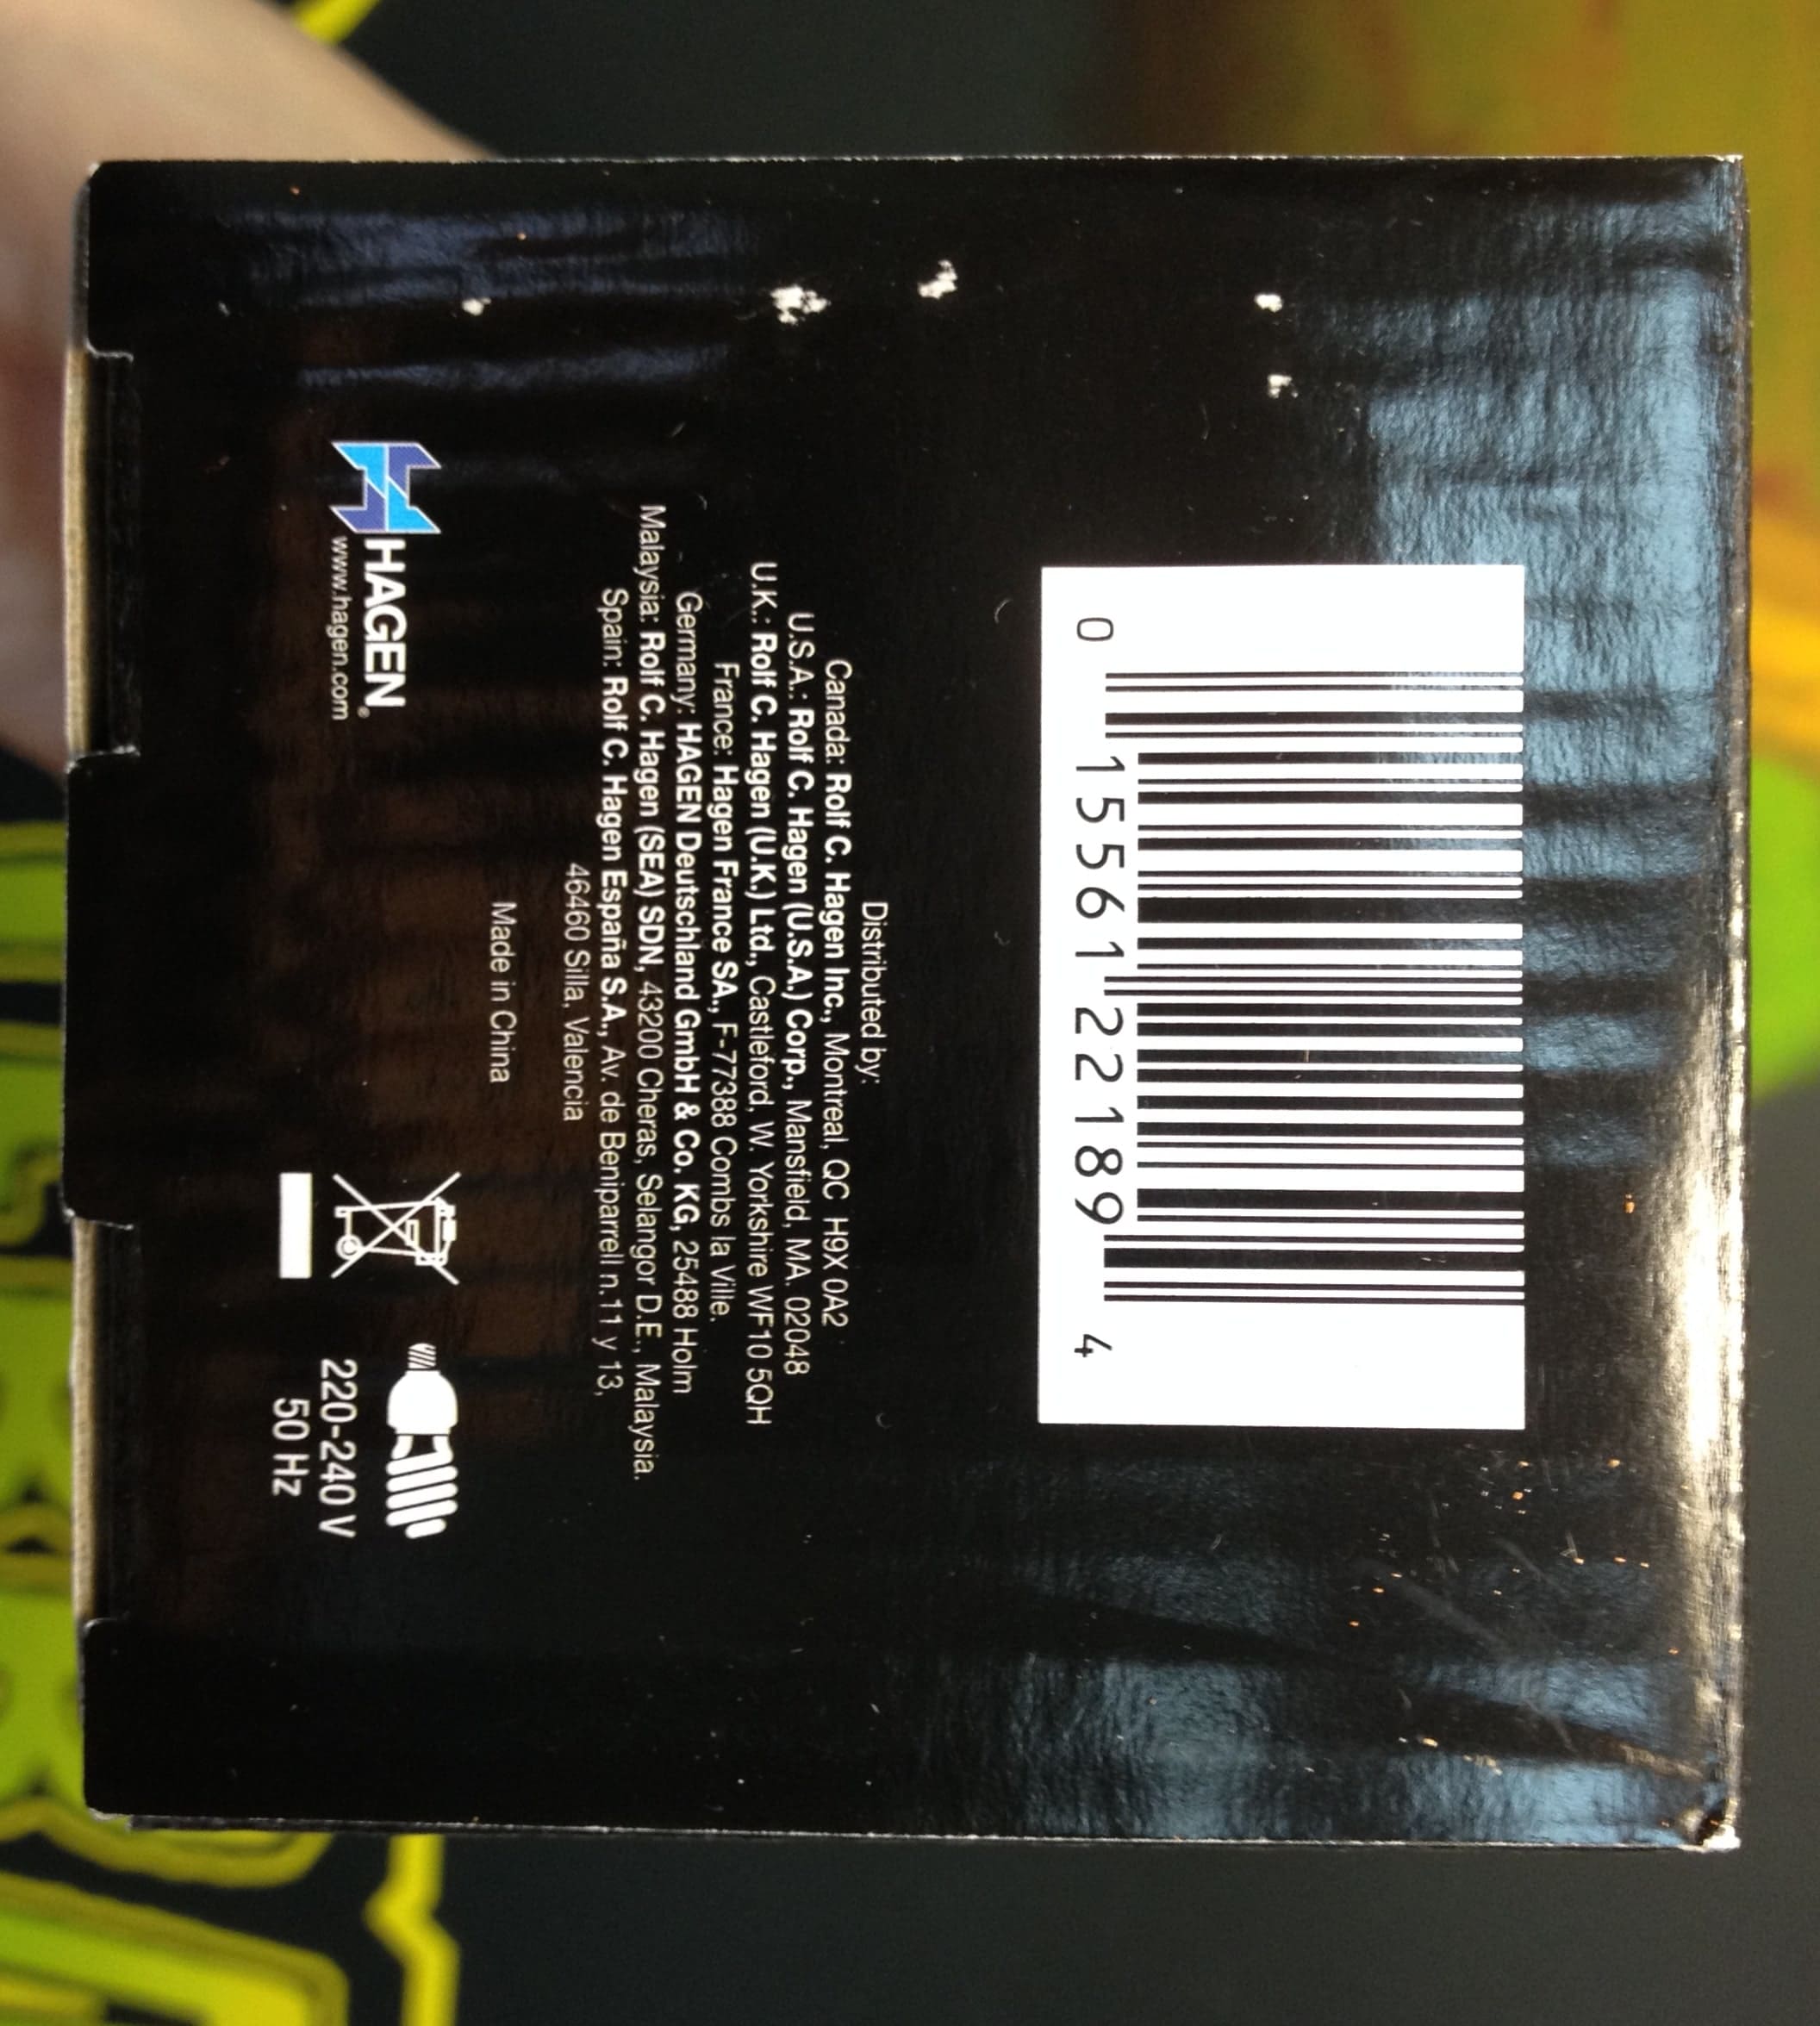 0 15561 22189 4
Distributed by:
Canada: Rolf C. Hagen Inc., Montreal, QC H9X 0A2
U.S.A.: Rolf C. Hagen (U.S.A.) Corp., Mansfield, MA. 02048
U.K.: Rolf C. Hagen (U.K.) Ltd., Castleford, W. Yorkshire WF10 5QH
France: Hagen France SA., F-77388 Combs la Ville.
Germany: HAGEN Deutschland GmbH & Co. KG, 25488 Holm
Malaysia: Rolf C. Hagen (SEA) SDN, 43200 Cheras, Selangor D.E., Malaysia.
Spain: Rolf C. Hagen España S.A., Av. de Beniparrell n.11 y 13,
46460 Silla, Valencia
Made in China
HAGEN®
www.hagen.com
220-240 V
50 Hz